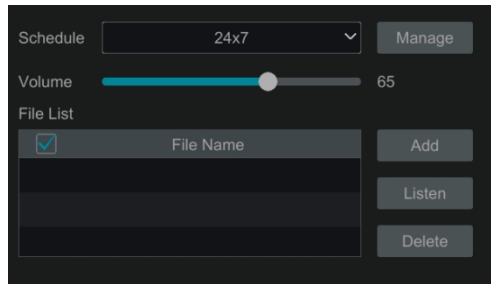 Schedule 24x7 Manage
Volume 65
File List
File Name Add
Listen
Delete